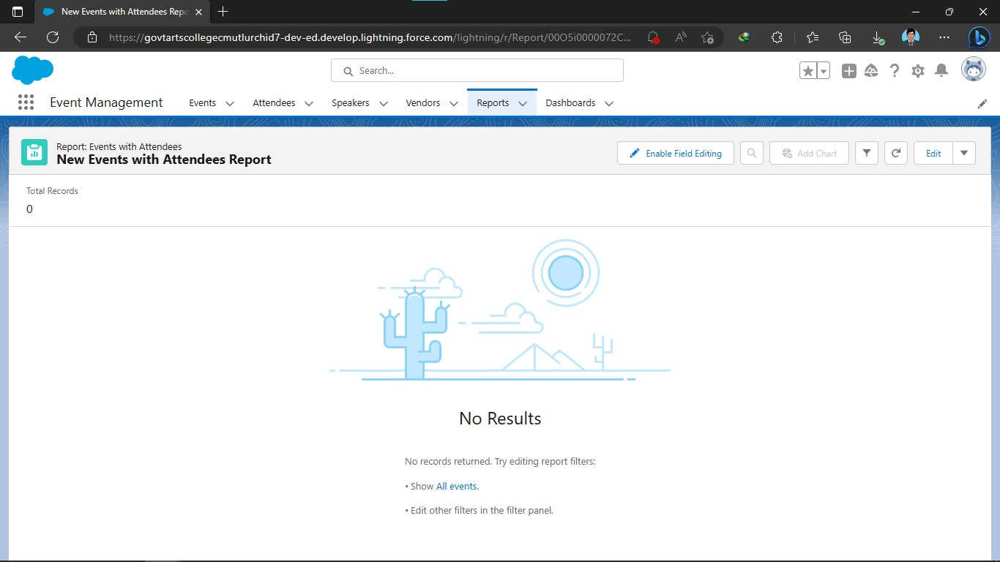 New Events with Attendees Repo
https://govtartscollegecmutlurchid7-dev-ed.develop.lightning.force.com/lightning/r/Report/00O5i0000072C...
Search...
Event Management
Events
Attendees
Speakers
Vendors
Reports
Dashboards
Report: Events with Attendees
New Events with Attendees Report
Enable Field Editing
Add Chart
Edit
Total Records
0
No Results
No records returned. Try editing report filters:
• Show All events.
• Edit other filters in the filter panel.